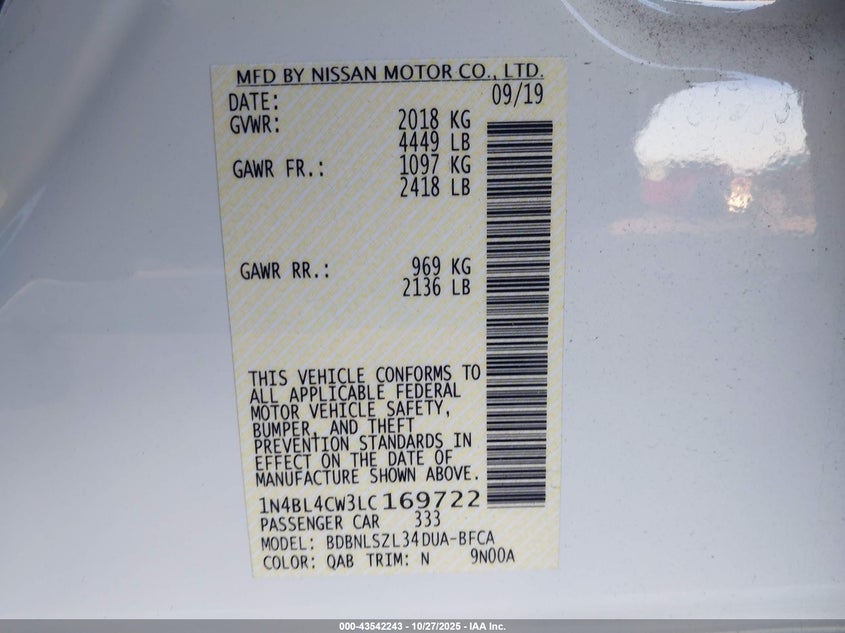 MFD BY NISSAN MOTOR CO., LTD.
DATE: 09/19
GVWR: 2018 KG
4449 LB
GAWR FR.: 1097 KG
2418 LB
GAWR RR.: 969 KG
2136 LB
THIS VEHICLE CONFORMS TO
ALL APPLICABLE FEDERAL
MOTOR VEHICLE SAFETY,
BUMPER, AND THEFT
PREVENTION STANDARDS IN
EFFECT ON THE DATE OF
MANUFACTURE SHOWN ABOVE.
1N4BL4CW3LC169722
PASSENGER CAR 333
MODEL: BDBNLSZL34DUA-BFCA
COLOR: QAB TRIM: N 9N00A
000-43542243 - 10/27/2025 - IAA Inc.